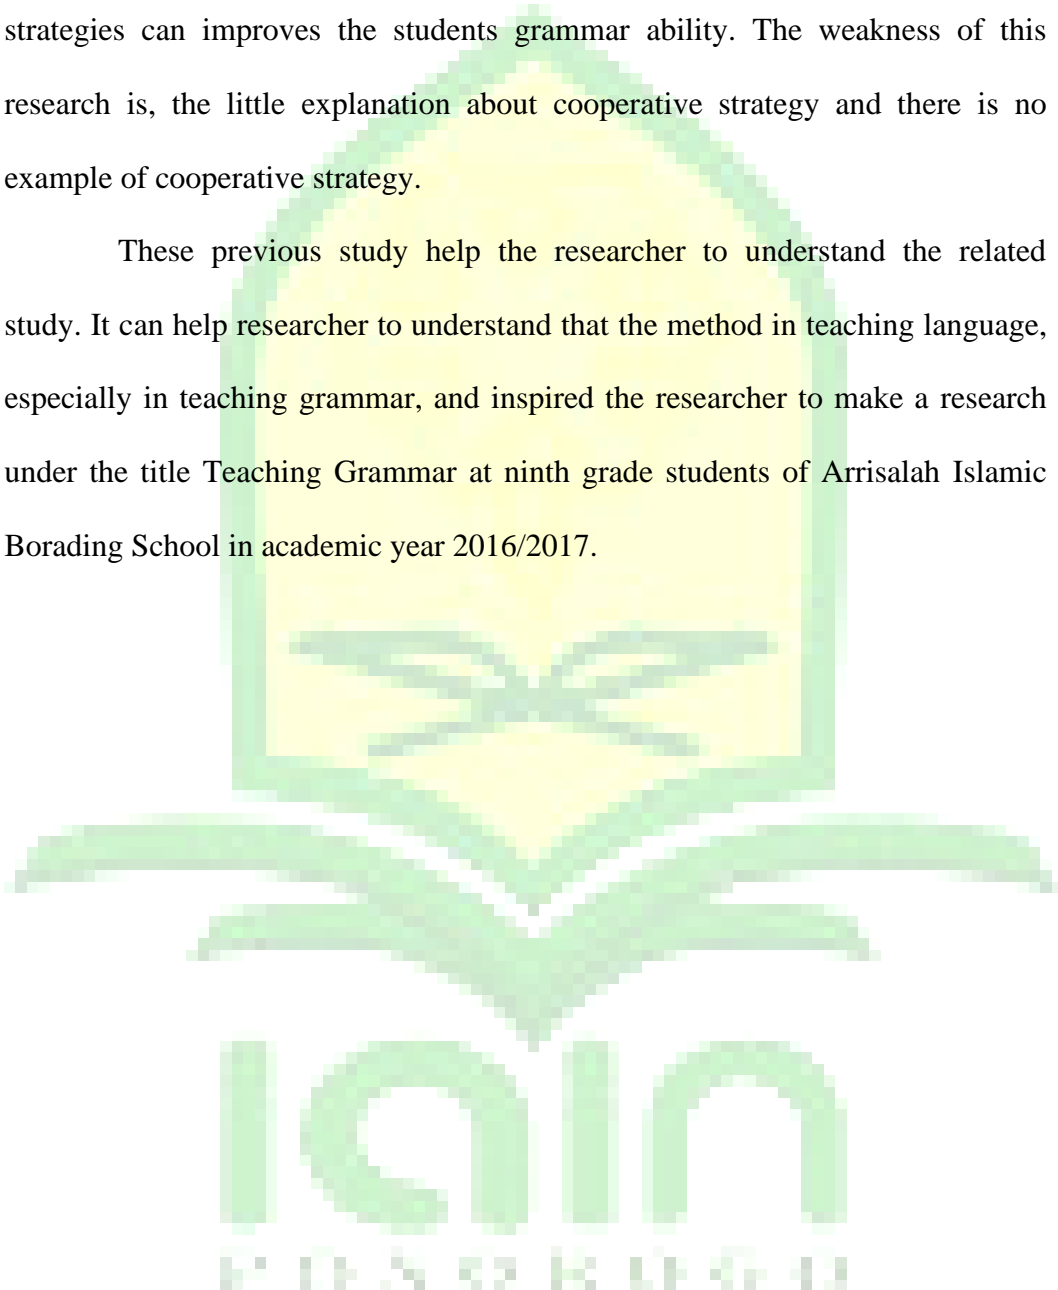 strategies can improves the students grammar ability. The weakness of this
research is, the little explanation about cooperative strategy and there is no
example of cooperative strategy.
These previous study help the researcher to understand the related
study. It can help researcher to understand that the method in teaching language,
especially in teaching grammar, and inspired the researcher to make a research
under the title Teaching Grammar at ninth grade students of Arrisalah Islamic
Borading School in academic year 2016/2017.
iain